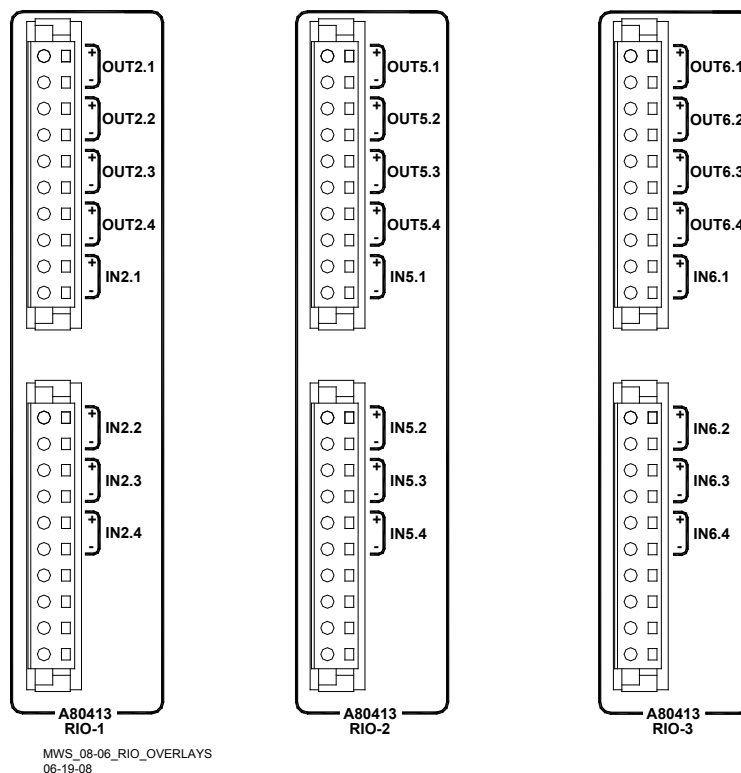 +
OUT2.1
-
+
OUT2.2
-
+
OUT2.3
-
+
OUT2.4
-
+
IN2.1
-
+
IN2.2
-
+
IN2.3
-
+
IN2.4
-
A80413
RIO-1
+
OUT5.1
-
+
OUT5.2
-
+
OUT5.3
-
+
OUT5.4
-
+
IN5.1
-
+
IN5.2
-
+
IN5.3
-
+
IN5.4
-
A80413
RIO-2
+
OUT6.1
-
+
OUT6.2
-
+
OUT6.3
-
+
OUT6.4
-
+
IN6.1
-
+
IN6.2
-
+
IN6.3
-
+
IN6.4
-
A80413
RIO-3
MWS_08-06_RIO_OVERLAYS
06-19-08